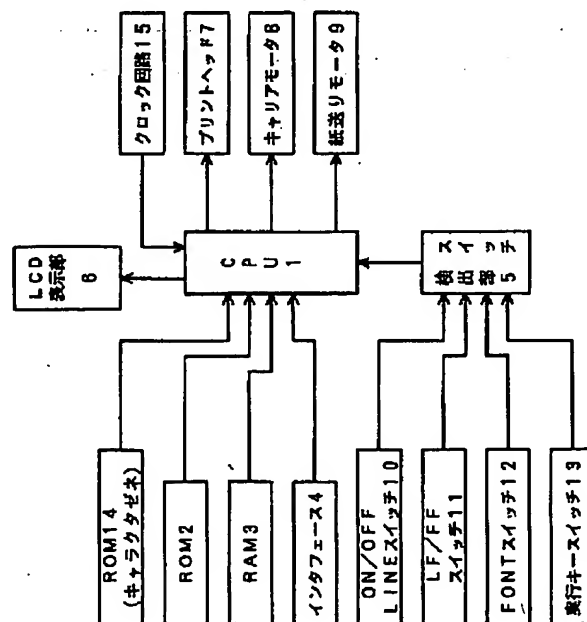 クロック回路15
プリントヘッド7
キャリアモータ8
紙送りモータ9
LCD
表示部
6
CPU
1
スイッチ
検出部
5
ROM14
(キャラクタゼネ)
ROM2
RAM3
インタフェース4
ON/OFF
LINEスイッチ10
LF/FF
スイッチ11
FONTスイッチ12
実行キースイッチ13